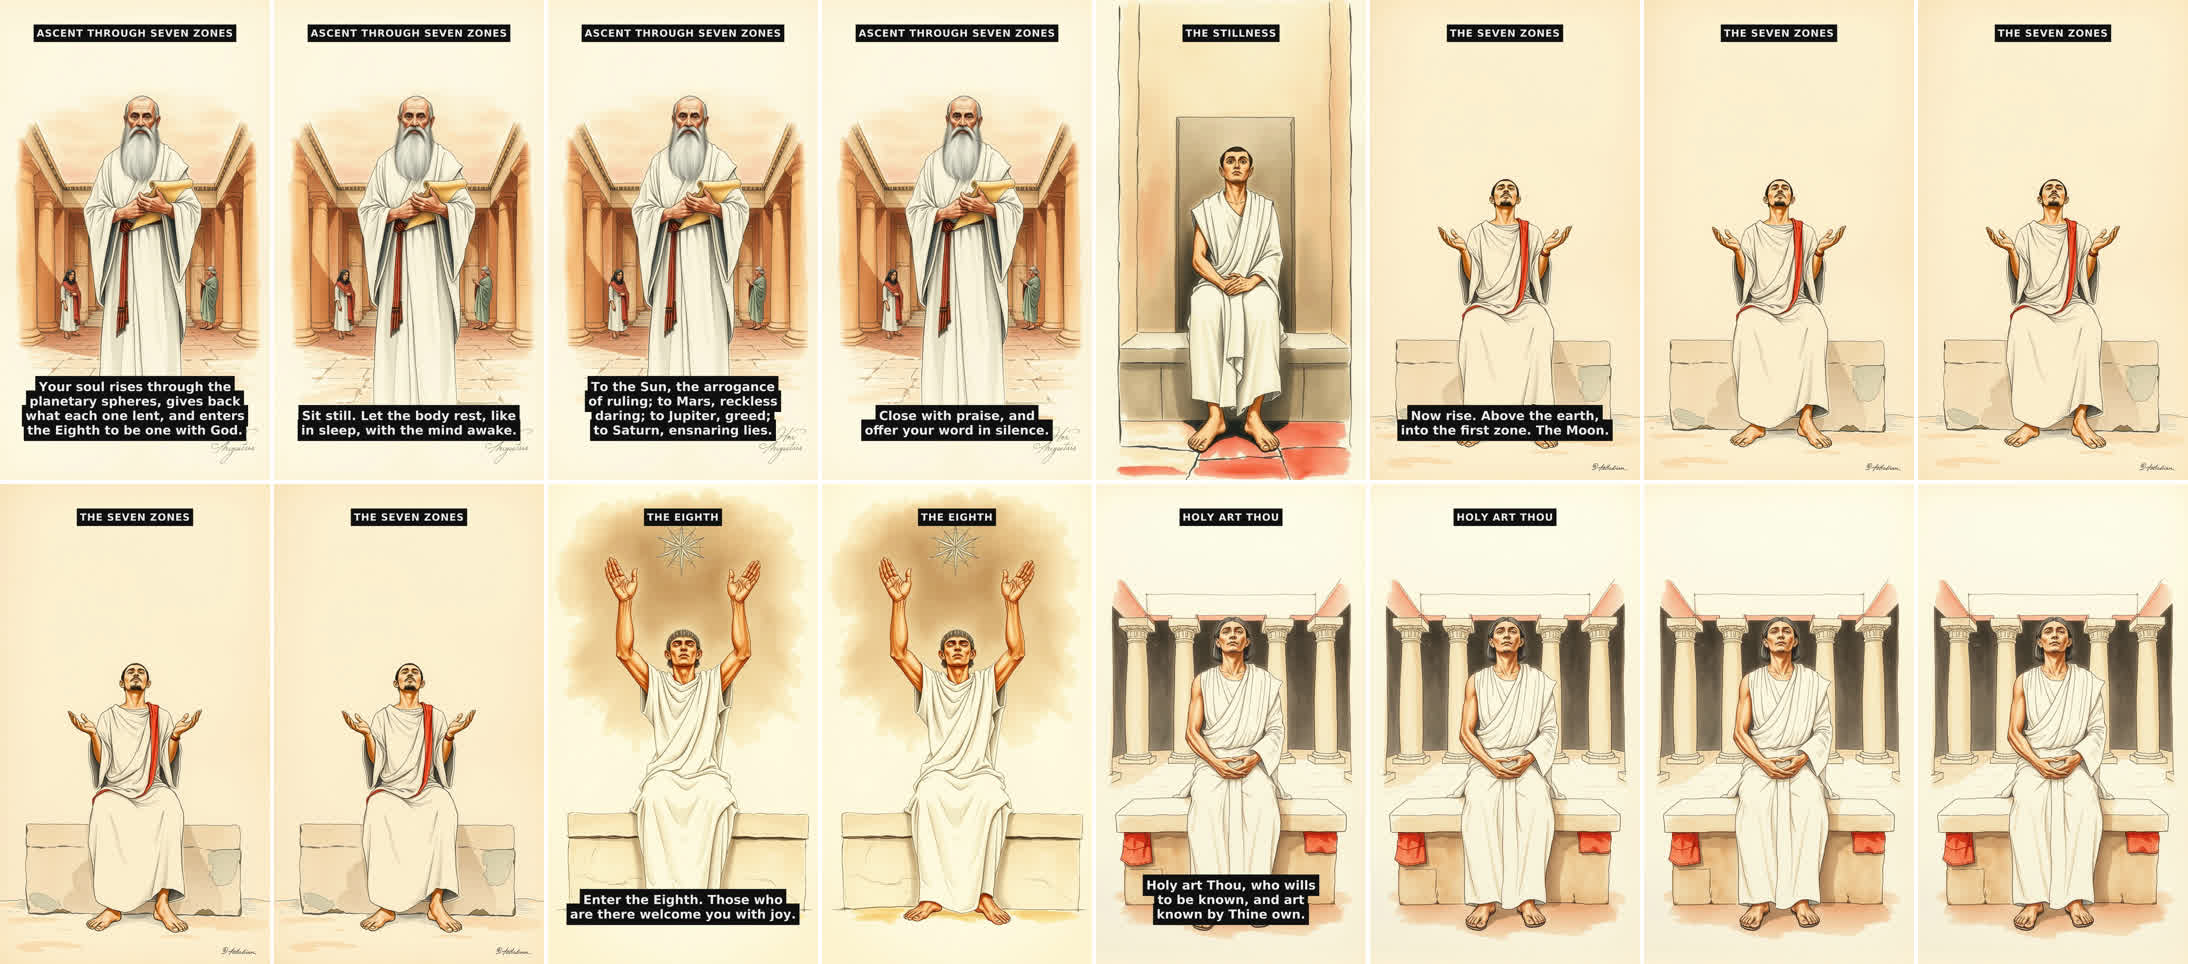 ASCENT THROUGH SEVEN ZONES
Your soul rises through the
planetary spheres, gives back
what each one lent, and enters
the Eighth to be one with God.
ASCENT THROUGH SEVEN ZONES
Sit still. Let the body rest, like
in sleep, with the mind awake.
ASCENT THROUGH SEVEN ZONES
To the Sun, the arrogance
of ruling; to Mars, reckless
daring; to Jupiter, greed;
to Saturn, ensnaring lies.
ASCENT THROUGH SEVEN ZONES
Close with praise, and
offer your word in silence.
THE STILLNESS
THE SEVEN ZONES
Now rise. Above the earth,
into the first zone. The Moon.
THE SEVEN ZONES
THE SEVEN ZONES
THE SEVEN ZONES
THE SEVEN ZONES
THE EIGHTH
Enter the Eighth. Those who
are there welcome you with joy.
THE EIGHTH
HOLY ART THOU
Holy art Thou, who wills
to be known, and art
known by Thine own.
HOLY ART THOU